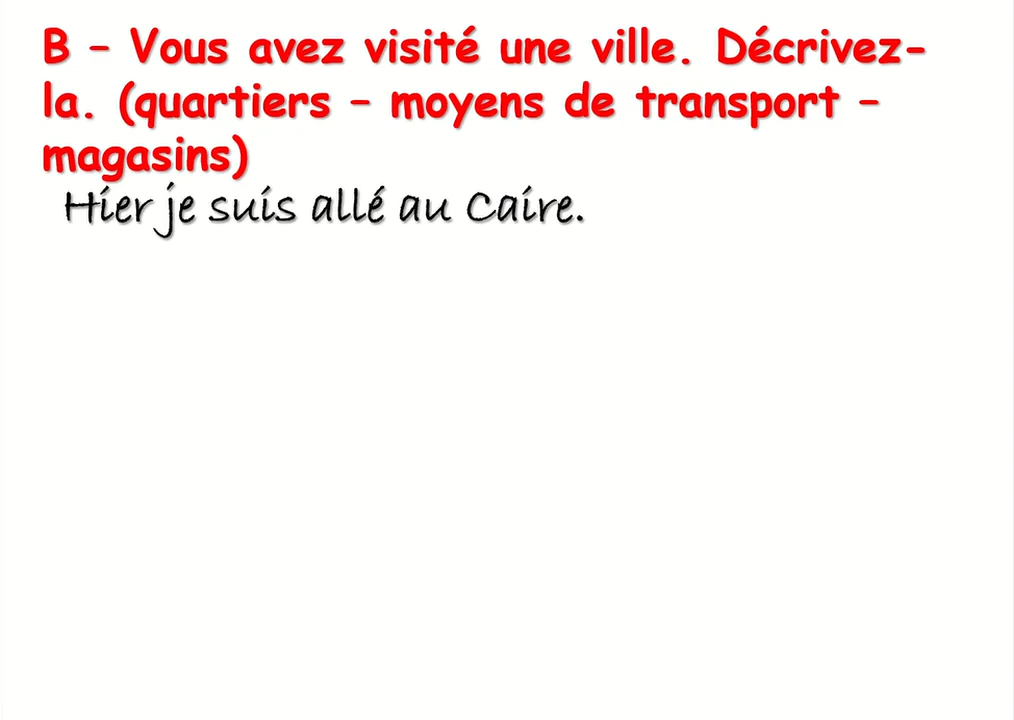 B – Vous avez visité une ville. Décrivez-
la. (quartiers – moyens de transport –
magasins)
Hier je suis allé au Caire.